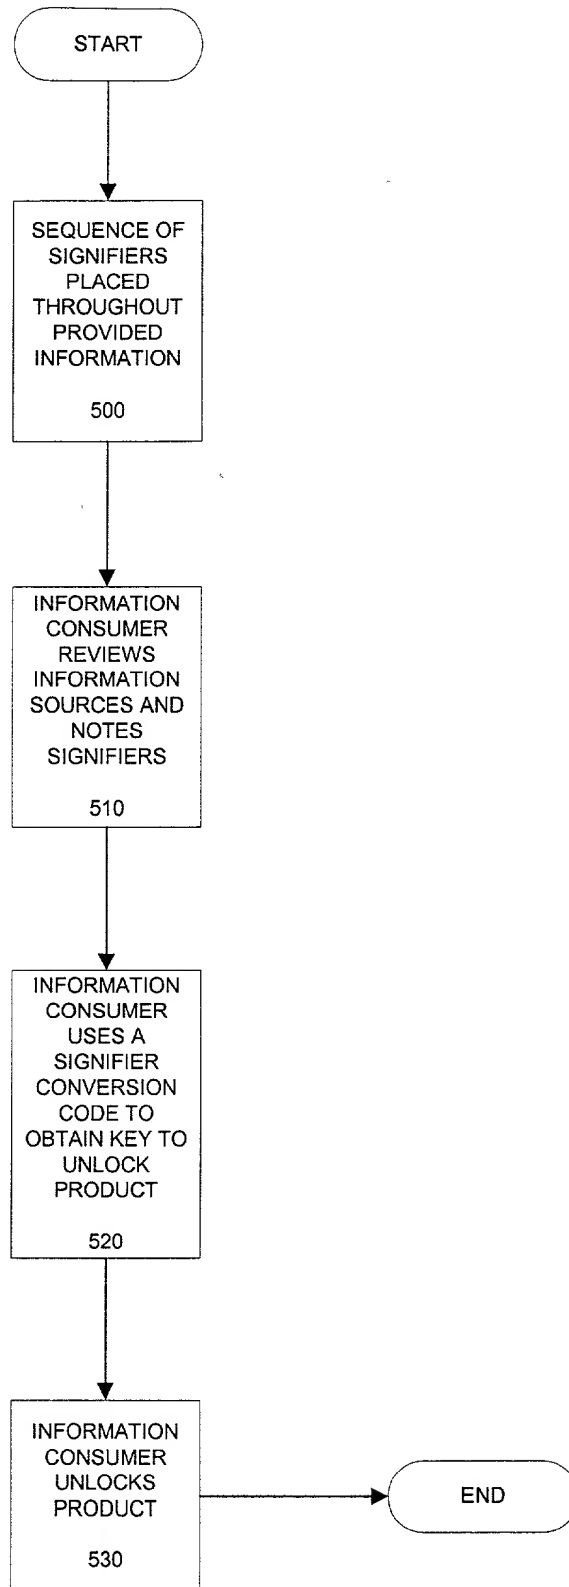 START
SEQUENCE OF
SIGNIFIERS
PLACED
THROUGHOUT
PROVIDED
INFORMATION
500
INFORMATION
CONSUMER
REVIEWS
INFORMATION
SOURCES AND
NOTES
SIGNIFIERS
510
INFORMATION
CONSUMER
USES A
SIGNIFIER
CONVERSION
CODE TO
OBTAIN KEY TO
UNLOCK
PRODUCT
520
INFORMATION
CONSUMER
UNLOCKS
PRODUCT
530
END